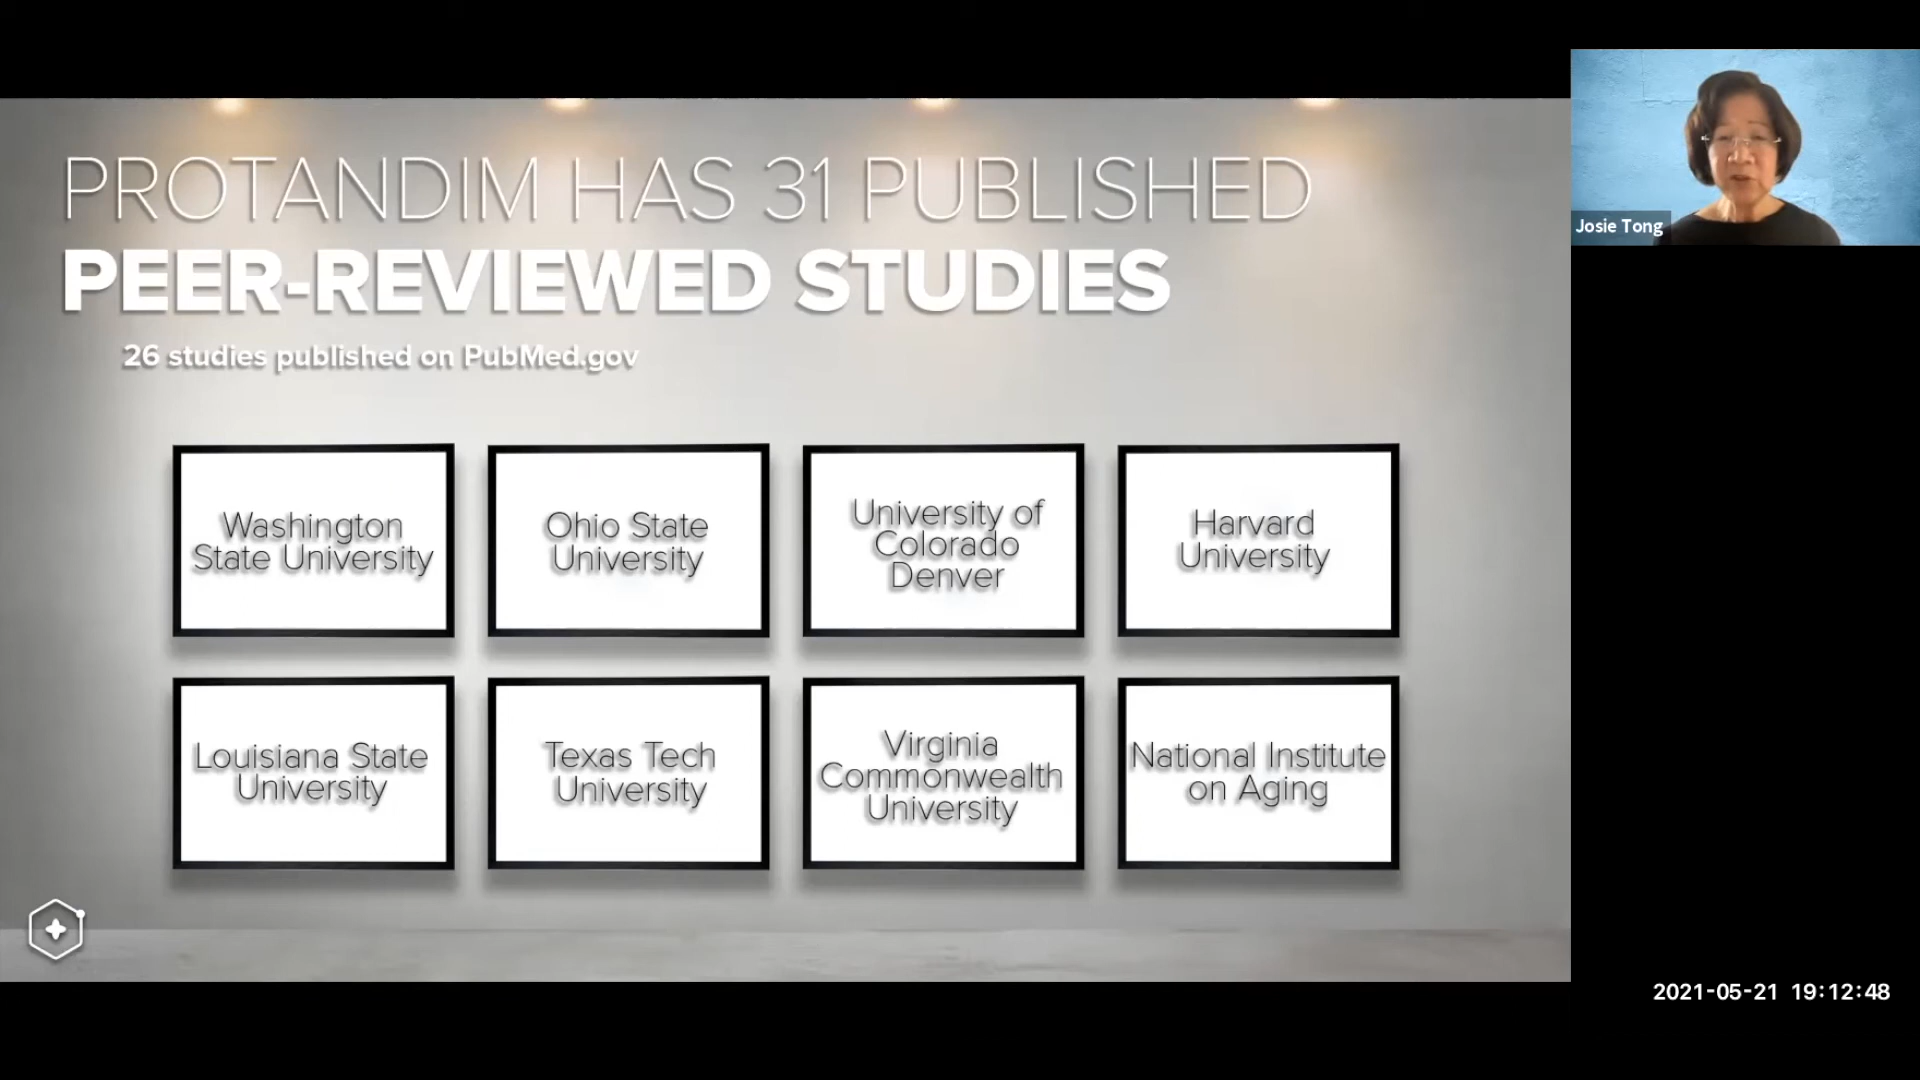 PROTANDIM HAS 31 PUBLISHED
PEER-REVIEWED STUDIES
26 studies published on PubMed.gov
Washington
State University
Ohio State
University
University of
Colorado
Denver
Harvard
University
Louisiana State
University
Texas Tech
University
Virginia
Commonwealth
University
National Institute
on Aging
Josie Tong
2021-05-21 19:12:48